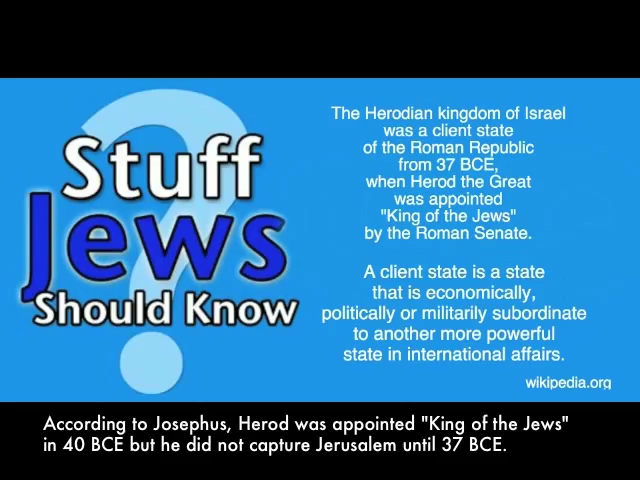 Stuff
Jews
Should Know
The Herodian kingdom of Israel
was a client state
of the Roman Republic
from 37 BCE,
when Herod the Great
was appointed
"King of the Jews"
by the Roman Senate.
A client state is a state
that is economically,
politically or militarily subordinate
to another more powerful
state in international affairs.
wikipedia.org
According to Josephus, Herod was appointed "King of the Jews"
in 40 BCE but he did not capture Jerusalem until 37 BCE.